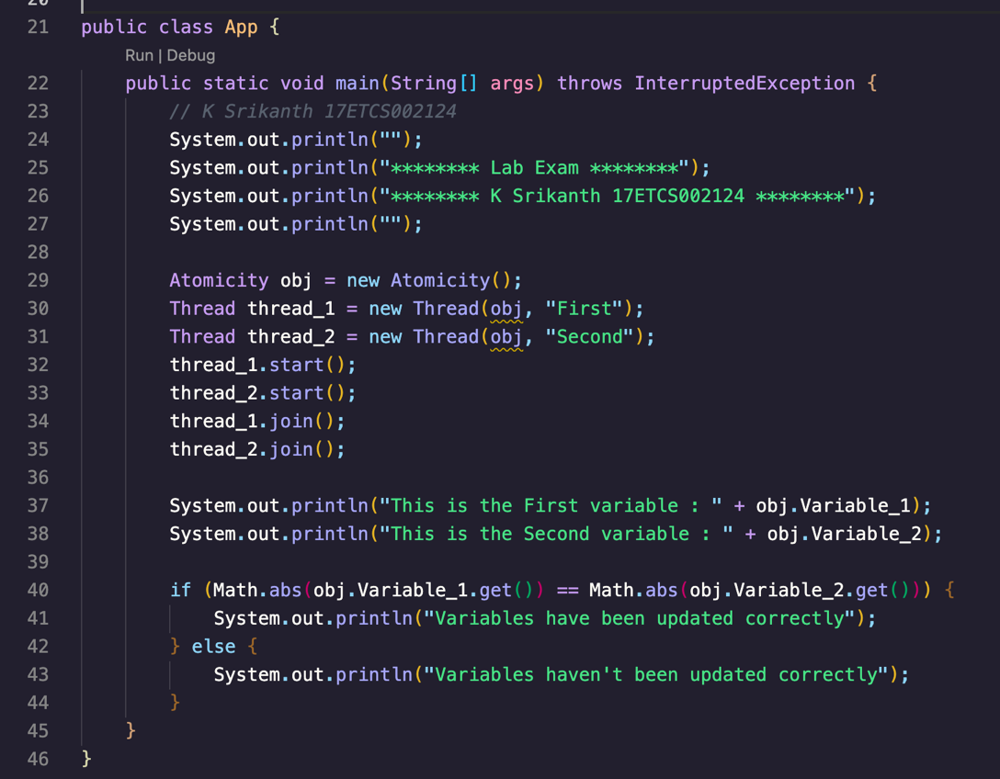 20
21 public class App {
Run | Debug
22 public static void main(String[] args) throws InterruptedException {
23 // K Srikanth 17ETCS002124
24 System.out.println("");
25 System.out.println("******** Lab Exam ********");
26 System.out.println("******** K Srikanth 17ETCS002124 ********");
27 System.out.println("");
28
29 Atomicity obj = new Atomicity();
30 Thread thread_1 = new Thread(obj, "First");
31 Thread thread_2 = new Thread(obj, "Second");
32 thread_1.start();
33 thread_2.start();
34 thread_1.join();
35 thread_2.join();
36
37 System.out.println("This is the First variable : " + obj.Variable_1);
38 System.out.println("This is the Second variable : " + obj.Variable_2);
39
40 if (Math.abs(obj.Variable_1.get()) == Math.abs(obj.Variable_2.get())) {
41 System.out.println("Variables have been updated correctly");
42 } else {
43 System.out.println("Variables haven't been updated correctly");
44 }
45 }
46 }